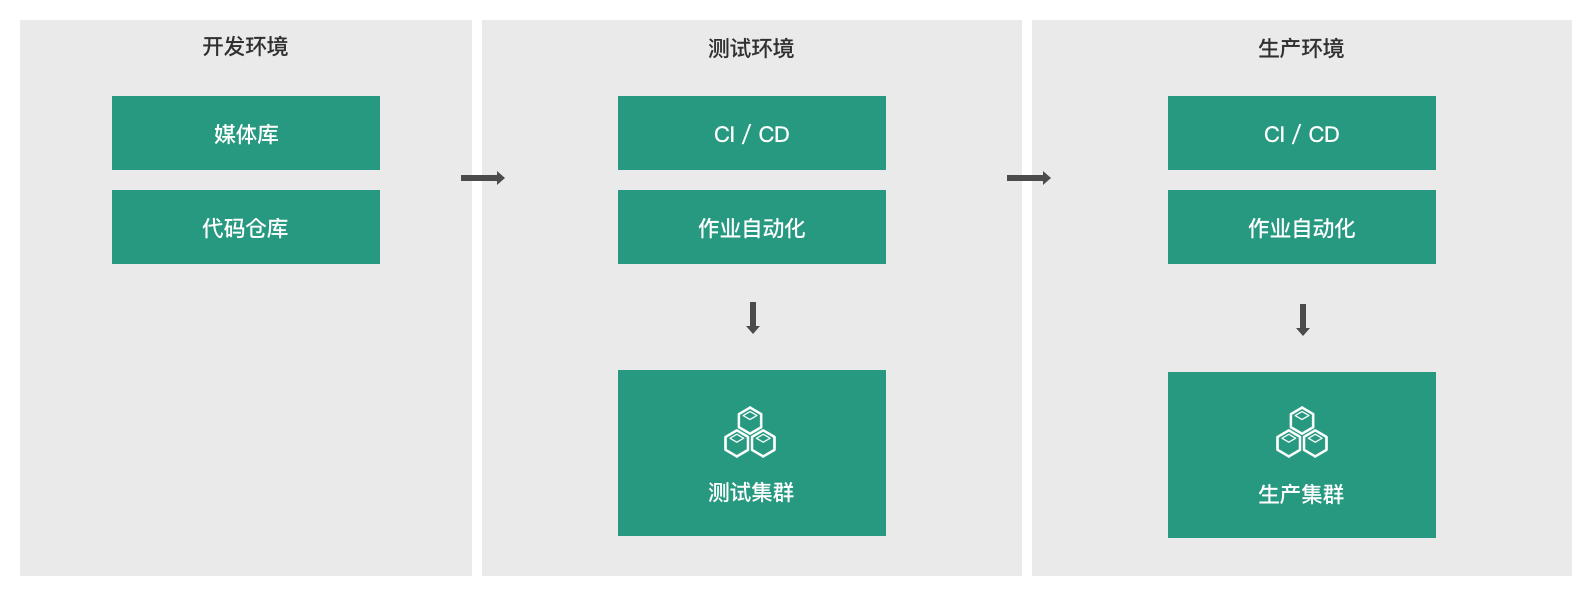 开发环境
媒体库
代码仓库
测试环境
CI / CD
作业自动化
测试集群
生产环境
CI / CD
作业自动化
生产集群